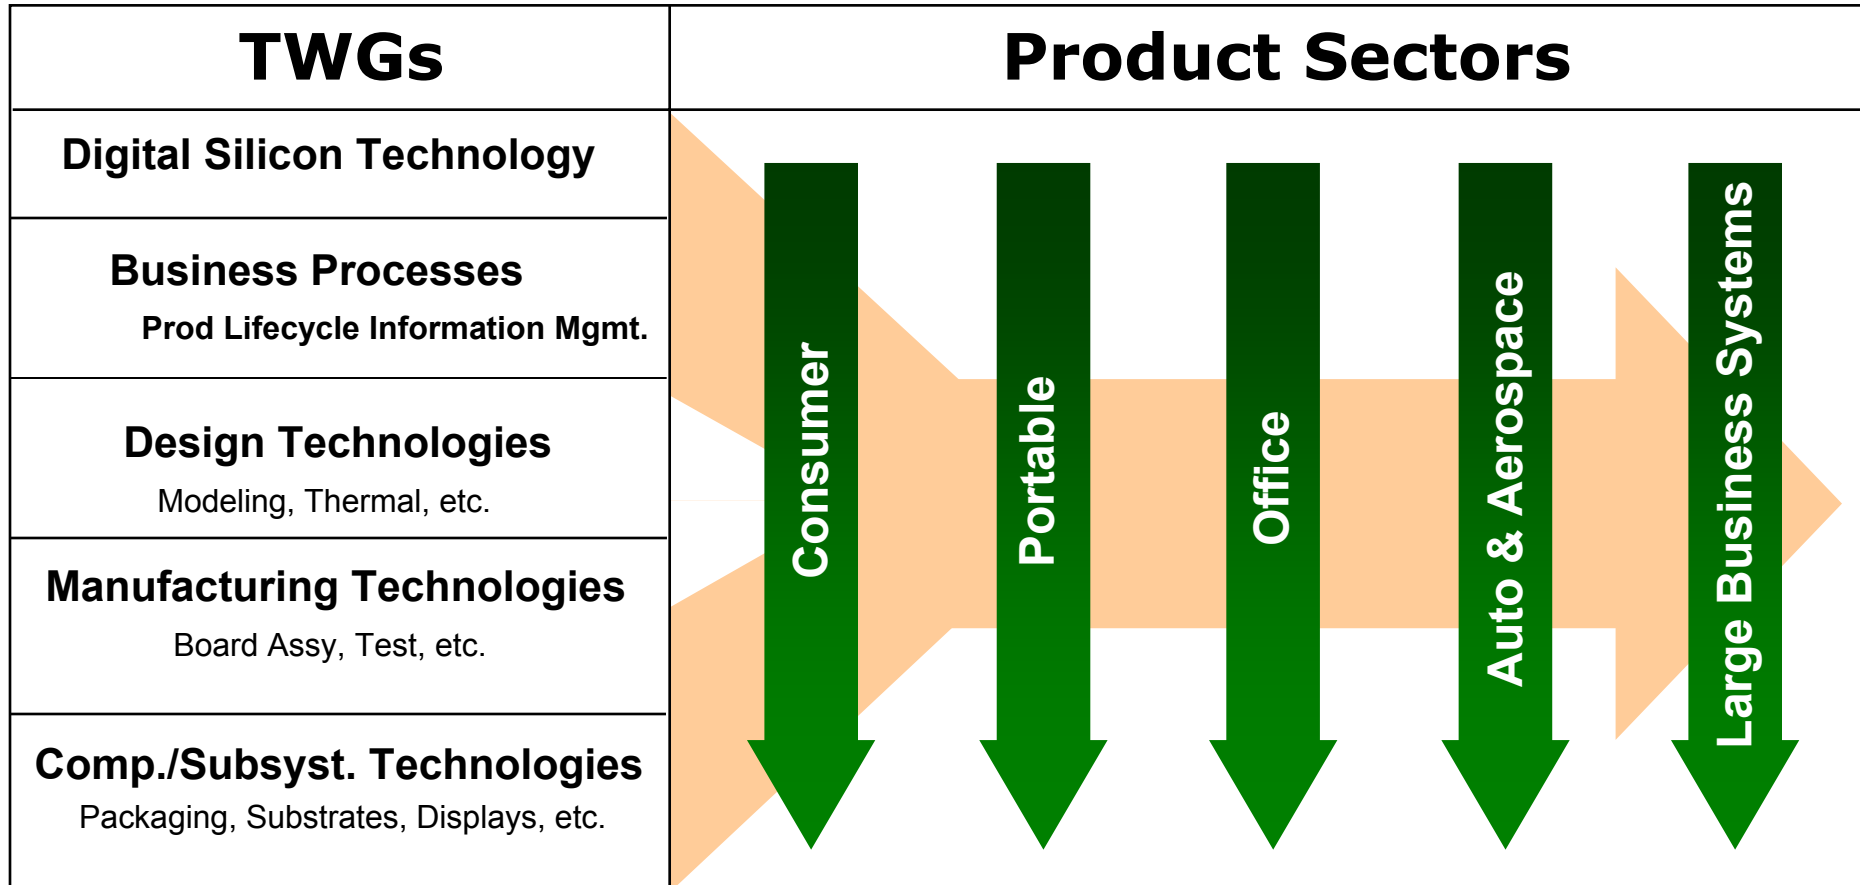 TWGs
Product Sectors
Digital Silicon Technology
Business Processes
Prod Lifecycle Information Mgmt.
Design Technologies
Modeling, Thermal, etc.
Manufacturing Technologies
Board Assy, Test, etc.
Comp./Subsyst. Technologies
Packaging, Substrates, Displays, etc.
Consumer
Portable
Office
Auto & Aerospace
Large Business Systems